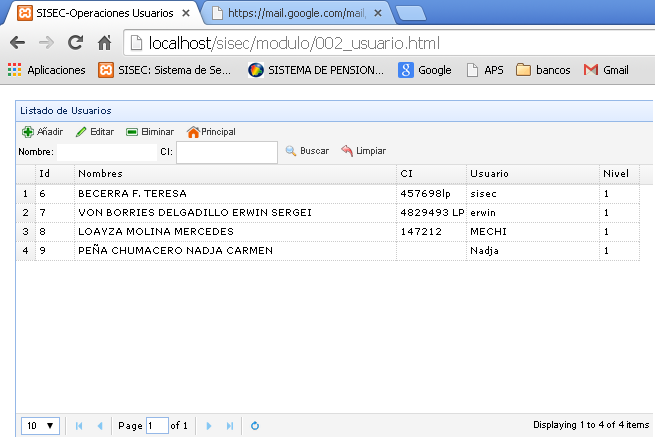 SISEC-Operaciones Usuarios https://mail.google.com/mail,
localhost/sisec/modulo/002_usuario.html
Aplicaciones SISEC: Sistema de Se... SISTEMA DE PENSION... Google APS bancos Gmail
Listado de Usuarios
Añadir Editar Eliminar Principal
Nombre: CI: Buscar Limpiar
Id Nombres CI Usuario Nivel
1 6 BECERRA F. TERESA 457698lp sisec 1
2 7 VON BORRIES DELGADILLO ERWIN SERGEI 4829493 LP erwin 1
3 8 LOAYZA MOLINA MERCEDES 147212 MECHI 1
4 9 PEÑA CHUMACERO NADJA CARMEN Nadja 1
10 Page 1 of 1 Displaying 1 to 4 of 4 items